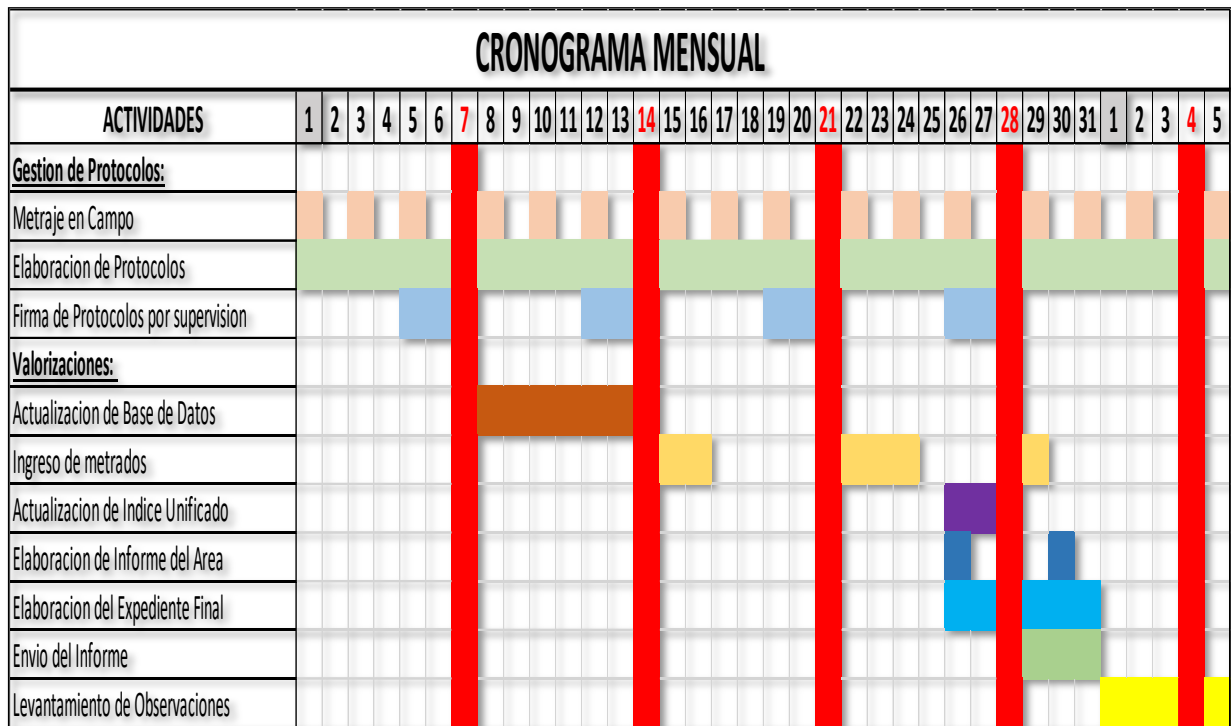 CRONOGRAMA MENSUAL
ACTIVIDADES 1 2 3 4 5 6 7 8 9 10 11 12 13 14 15 16 17 18 19 20 21 22 23 24 25 26 27 28 29 30 31 1 2 3 4 5
Gestion de Protocolos:
Metraje en Campo
Elaboracion de Protocolos
Firma de Protocolos por supervision
Valorizaciones:
Actualizacion de Base de Datos
Ingreso de metrados
Actualizacion de Indice Unificado
Elaboracion de Informe del Area
Elaboracion del Expediente Final
Envio del Informe
Levantamiento de Observaciones